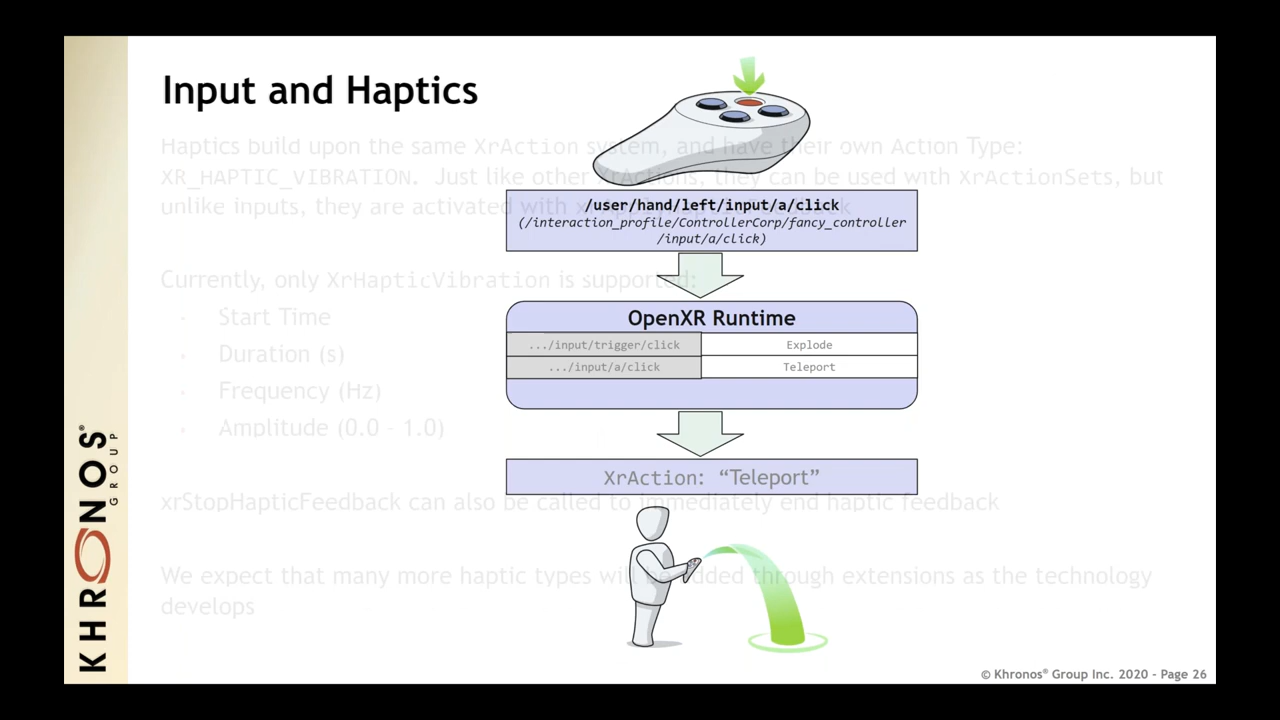 Input and Haptics
Haptics build upon the same XrAction system, and have their own Action Type:
XR_HAPTIC_VIBRATION. Just like other XrActions, they can be used with XrActionSets, but
unlike inputs, they are activated with
/user/hand/left/input/a/click
(/interaction_profile/ControllerCorp/fancy_controller
/input/a/click)
Currently, only XrHapticVibration is supported:
· Start Time
· Duration (s)
· Frequency (Hz)
· Amplitude (0.0 - 1.0)
OpenXR Runtime
.../input/trigger/click Explode
.../input/a/click Teleport
XrAction: “Teleport”
xrStopHapticFeedback can also be called to immediately end haptic feedback
We expect that many more haptic types will be added through extensions as the technology
develops
KHRONOS®
GROUP
© Khronos® Group Inc. 2020 - Page 26